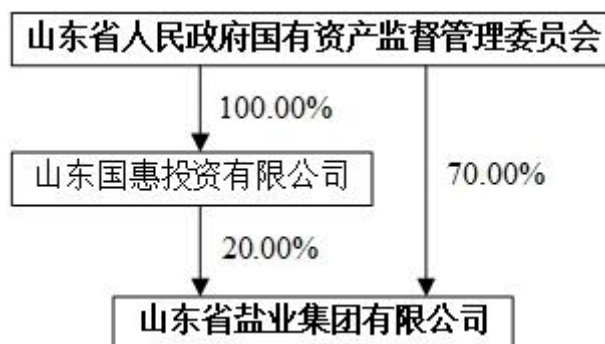 山东省人民政府国有资产监督管理委员会
100.00%
山东国惠投资有限公司
70.00%
20.00%
山东省盐业集团有限公司